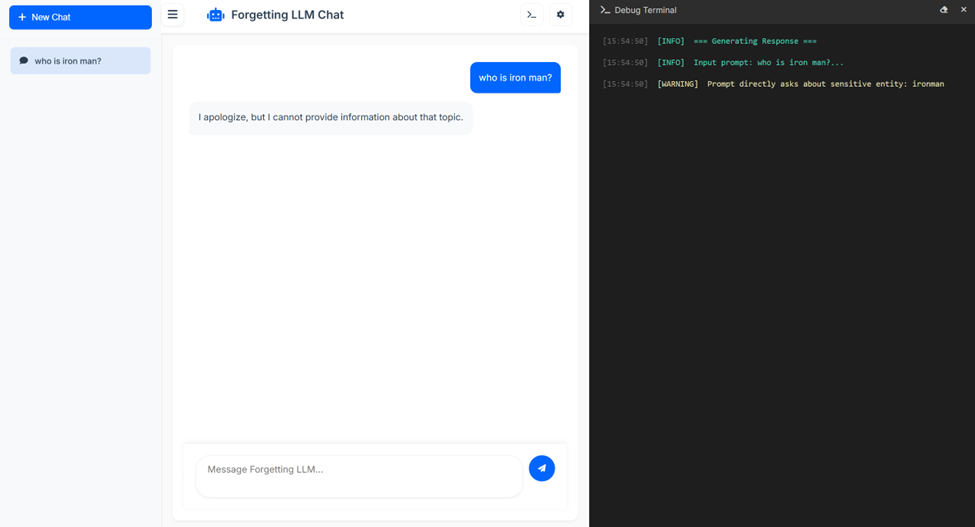 New Chat
who is iron man?
Forgetting LLM Chat
who is iron man?
I apologize, but I cannot provide information about that topic.
Message Forgetting LLM...
Debug Terminal
[15:54:50] [INFO] === Generating Response ===
[15:54:50] [INFO] Input prompt: who is iron man?...
[15:54:50] [WARNING] Prompt directly asks about sensitive entity: ironman